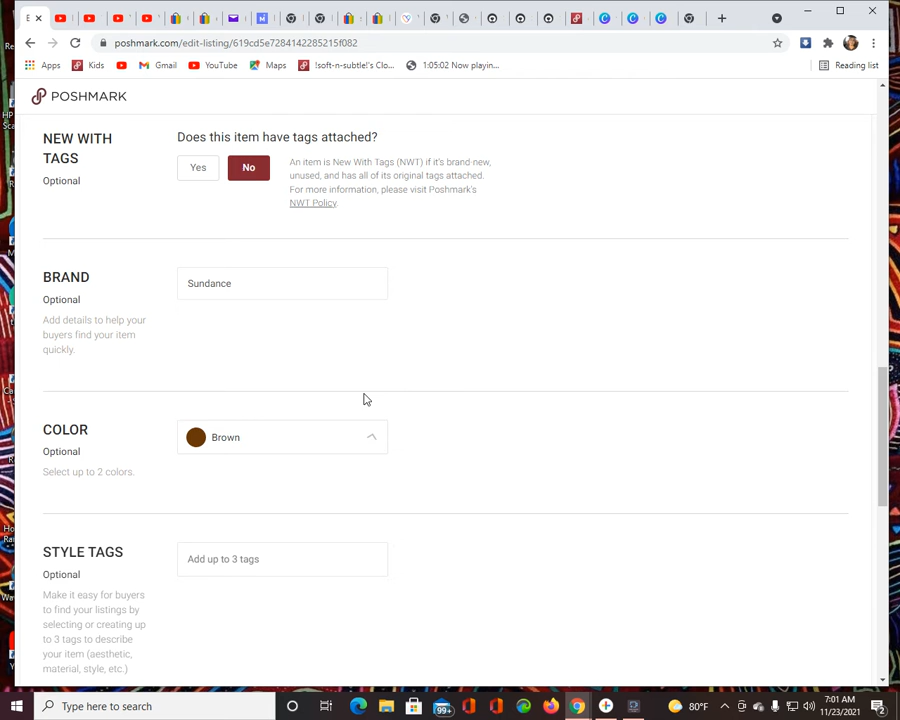 E
poshmark.com/edit-listing/619cd5e7284142285215f082
Apps
Kids
Gmail
YouTube
Maps
!soft-n-subtle!'s Clo...
1:05:02 Now playin...
Reading list
POSHMARK
NEW WITH
TAGS
Optional
Does this item have tags attached?
Yes
No
An item is New With Tags (NWT) if it's brand-new,
unused, and has all of its original tags attached.
For more information, please visit Poshmark's
NWT Policy.
BRAND
Optional
Add details to help your
buyers find your item
quickly.
Sundance
COLOR
Optional
Select up to 2 colors.
Brown
STYLE TAGS
Optional
Make it easy for buyers
to find your listings by
selecting or creating up
to 3 tags to describe
your item (aesthetic,
material, style, etc.)
Add up to 3 tags
Type here to search
99+
80°F
7:01 AM
11/23/2021
2